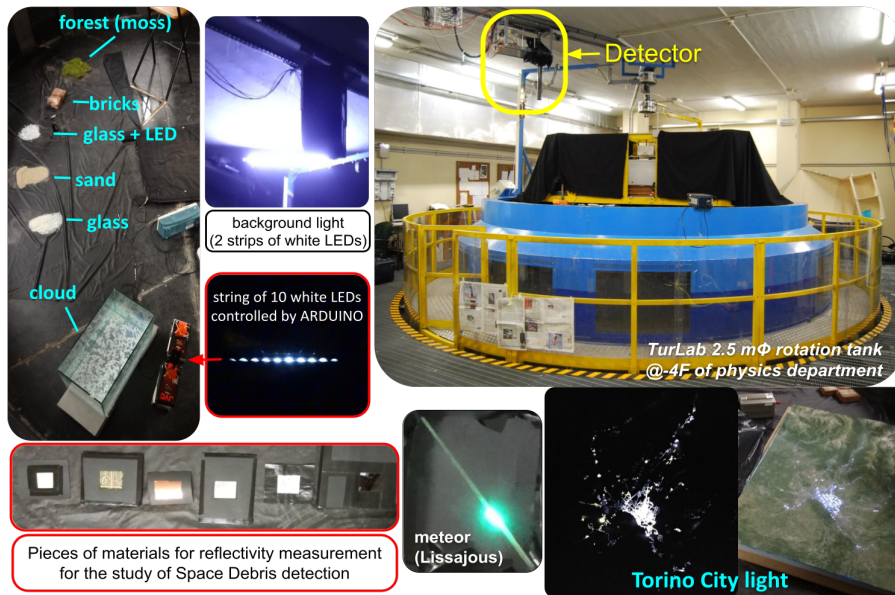 forest (moss)
bricks
glass + LED
sand
glass
cloud
background light
(2 strips of white LEDs)
string of 10 white LEDs
controlled by ARDUINO
Detector
TurLab 2.5 mΦ rotation tank
@-4F of physics department
Pieces of materials for reflectivity measurement
for the study of Space Debris detection
meteor
(Lissajous)
Torino City light